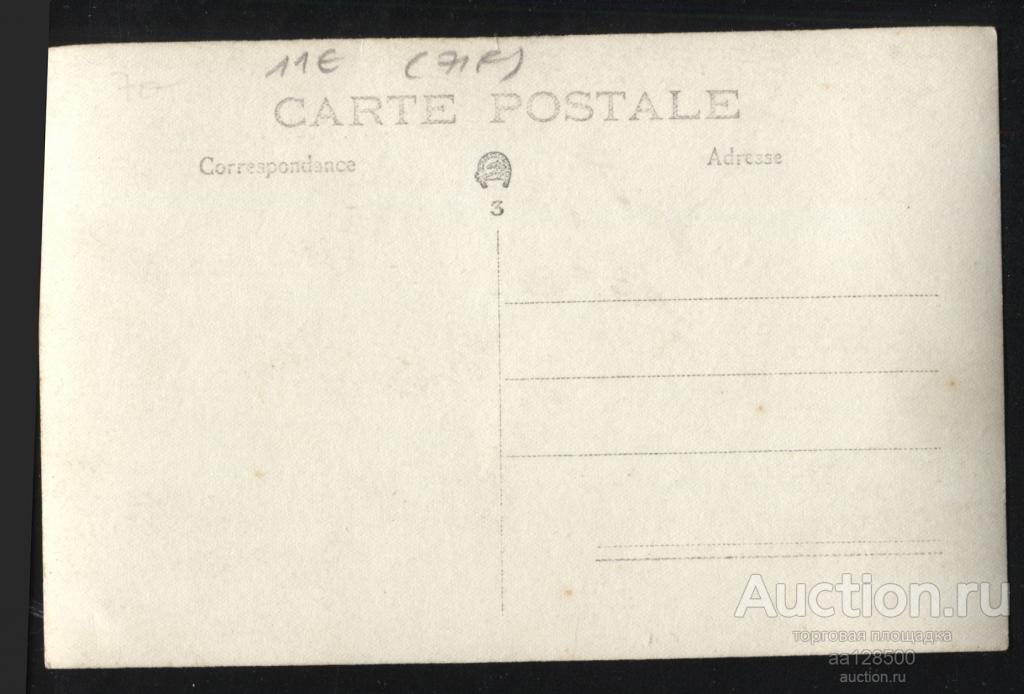 11€ (71F)
70
CARTE POSTALE
Correspondance
Adresse
3
Auction.ru
торговая площадка
aa128500
auction.ru